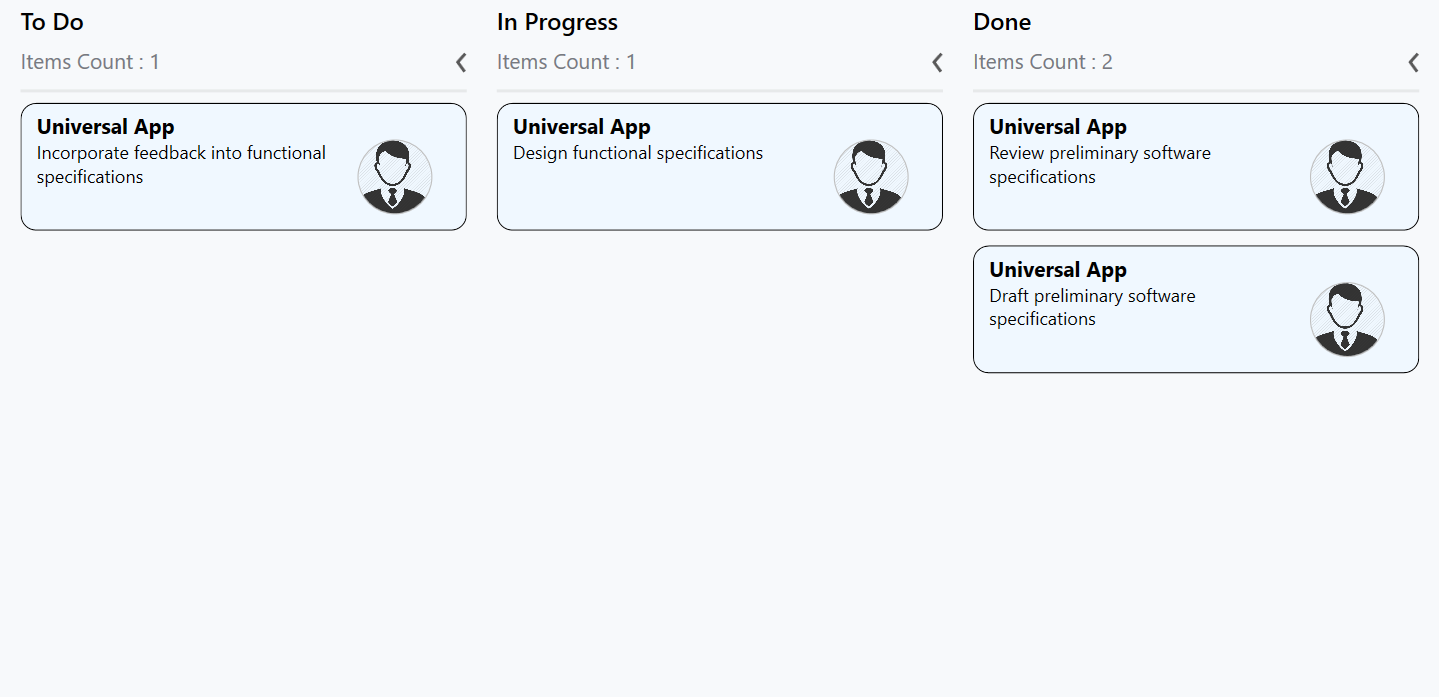 To Do
Items Count : 1
Universal App
Incorporate feedback into functional
specifications
In Progress
Items Count : 1
Universal App
Design functional specifications
Done
Items Count : 2
Universal App
Review preliminary software
specifications
Universal App
Draft preliminary software
specifications